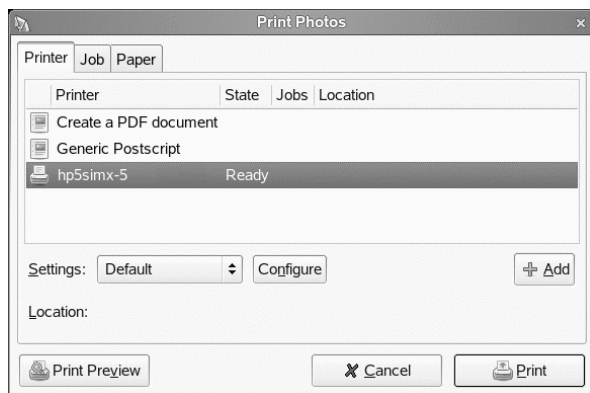 Print Photos
Printer Job Paper
Printer State Jobs Location
Create a PDF document
Generic Postscript
hp5simx-5 Ready
Settings: Default Configure Add
Location:
Print Preview Cancel Print